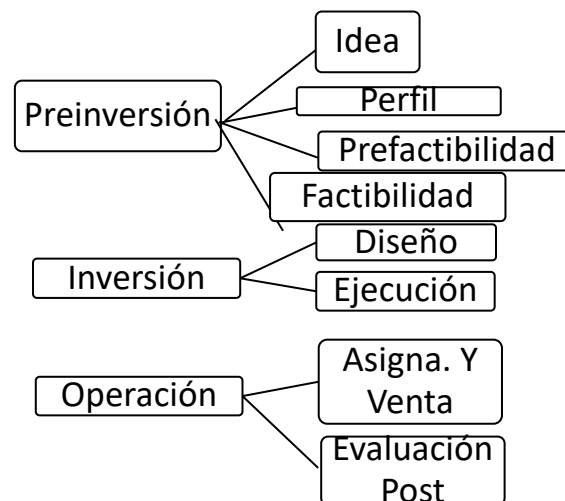 Idea
Preinversión
Perfil
Prefactibilidad
Factibilidad
Diseño
Inversión
Ejecución
Operación
Asigna. Y
Venta
Evaluación
Post